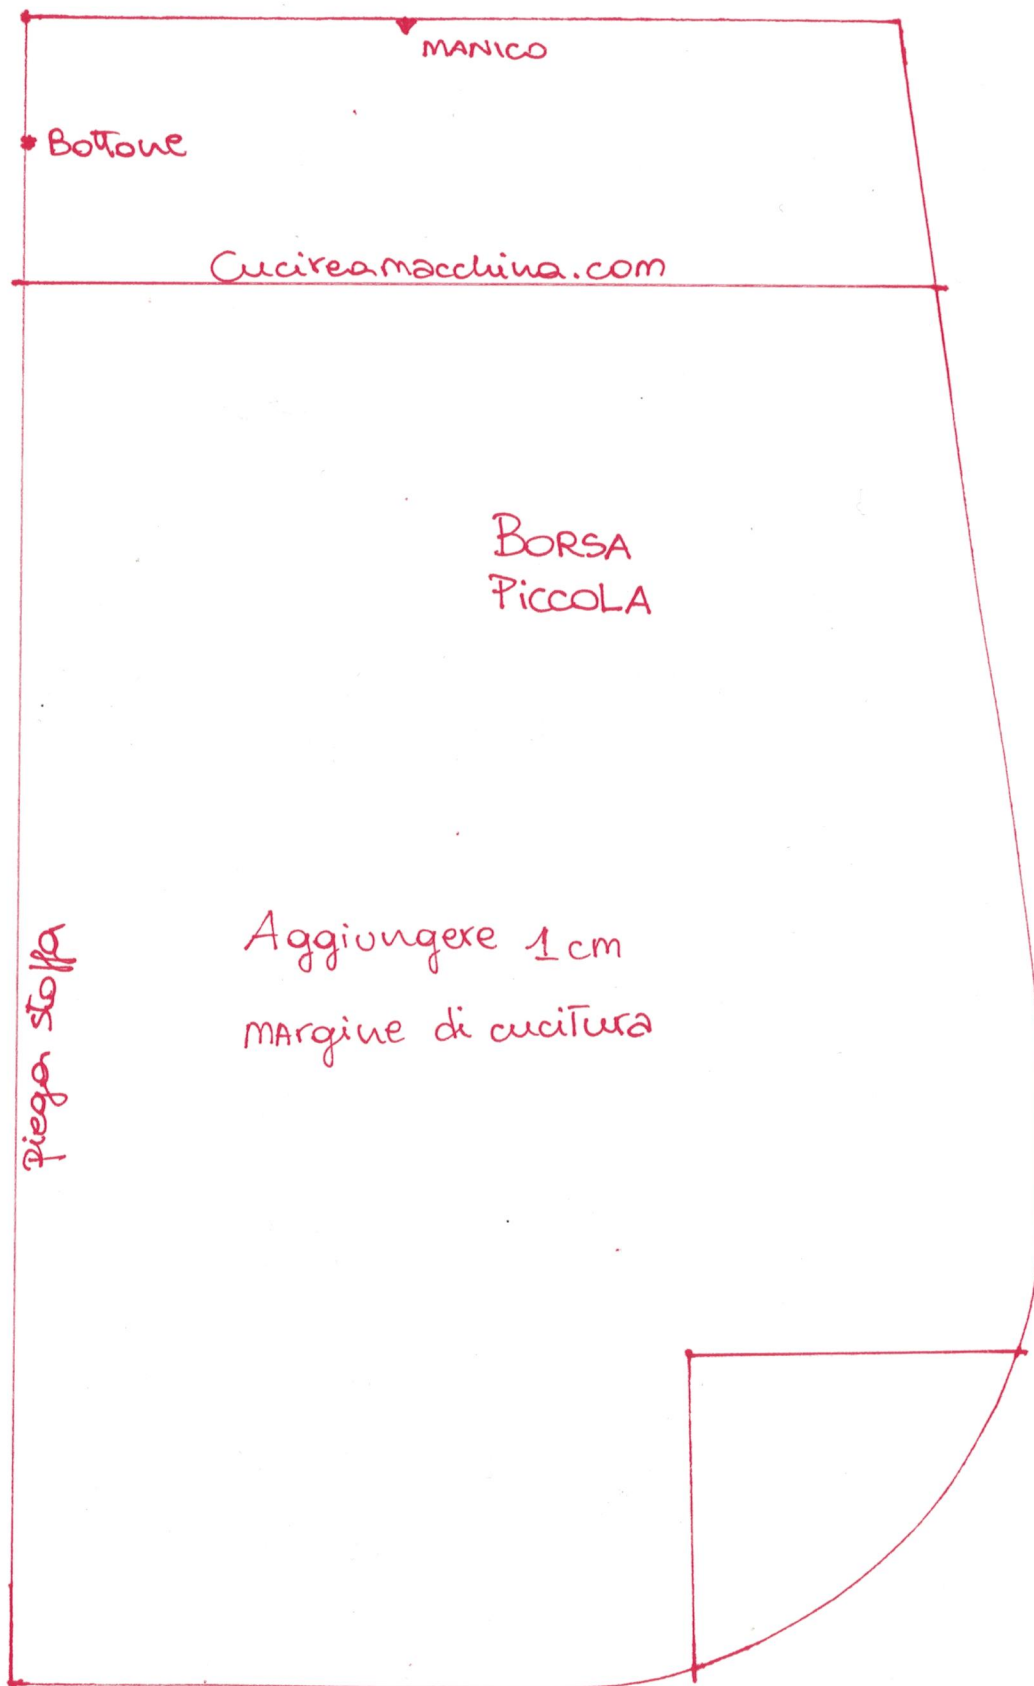 MANICO
Bottone
Cucireamacchina.com
BORSA
PiCCOLA
Aggiungere 1 cm
MArgine di cucitura
piega stoffa